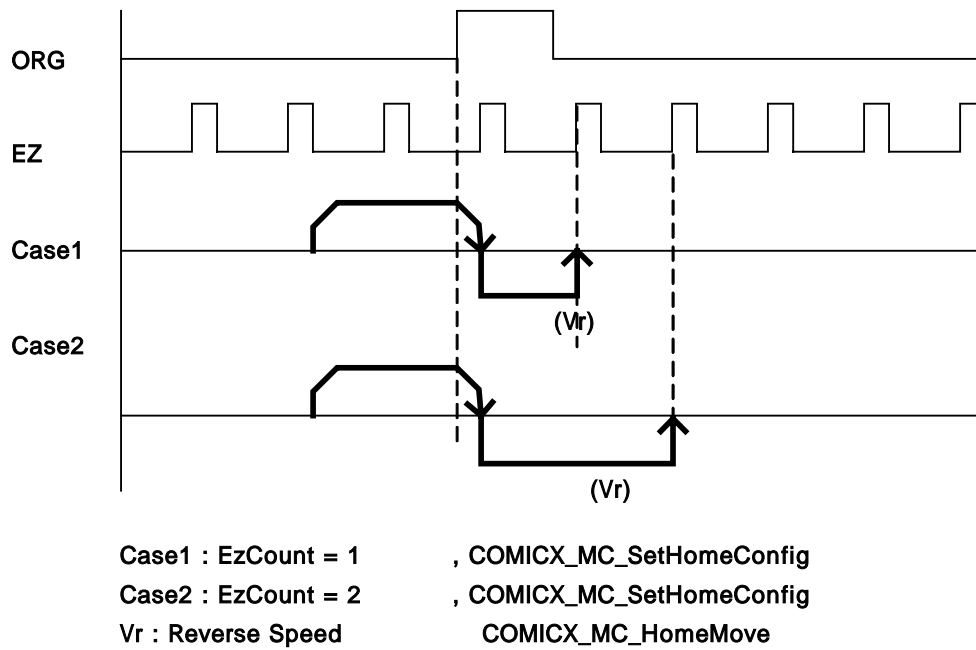 ORG
EZ
Case1
(Vr)
Case2
(Vr)
Case1 : EzCount = 1 , COMICX_MC_SetHomeConfig
Case2 : EzCount = 2 , COMICX_MC_SetHomeConfig
Vr : Reverse Speed COMICX_MC_HomeMove